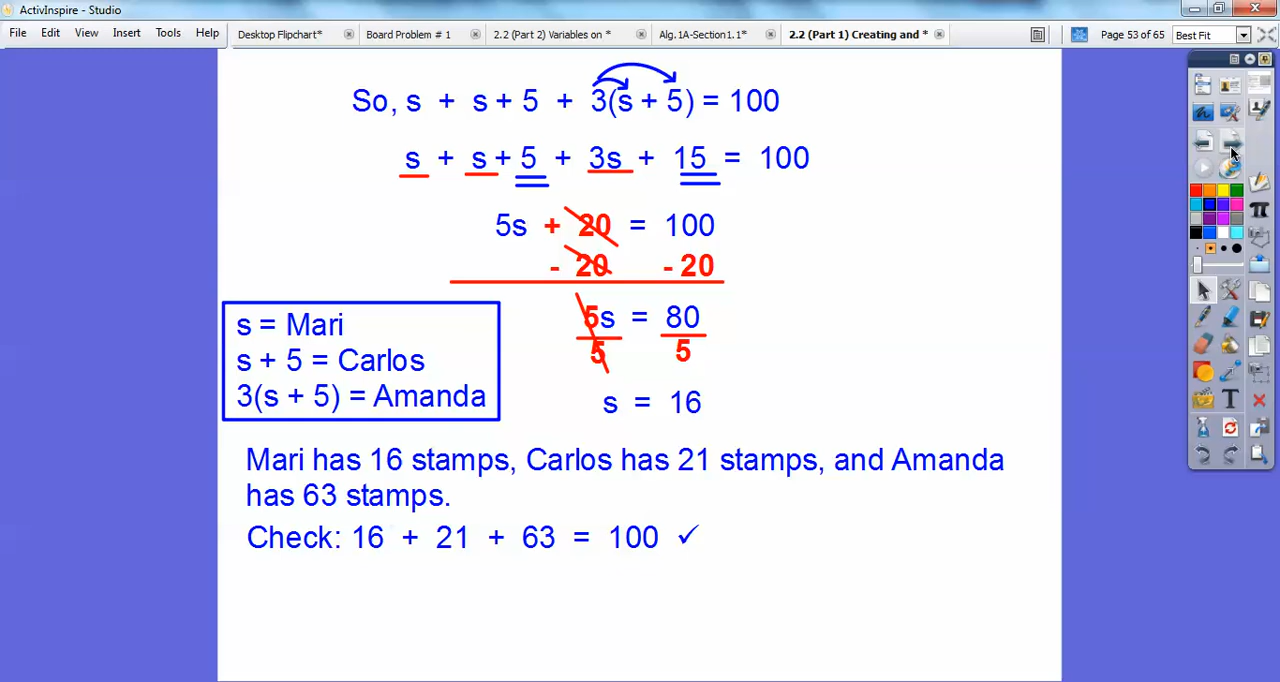 ActivInspire - Studio
File Edit View Insert Tools Help
Desktop Flipchart* Board Problem # 1 2.2 (Part 2) Variables on * Alg.1A-Section1.1* 2.2 (Part 1) Creating and * Page 53 of 65 Best Fit
So, s + s + 5 + 3(s + 5) = 100
s + s + 5 + 3s + 15 = 100
5s + 20 = 100
- 20 - 20
5s = 80
5 5
s = 16
s = Mari
s + 5 = Carlos
3(s + 5) = Amanda
Mari has 16 stamps, Carlos has 21 stamps, and Amanda
has 63 stamps.
Check: 16 + 21 + 63 = 100 ✓